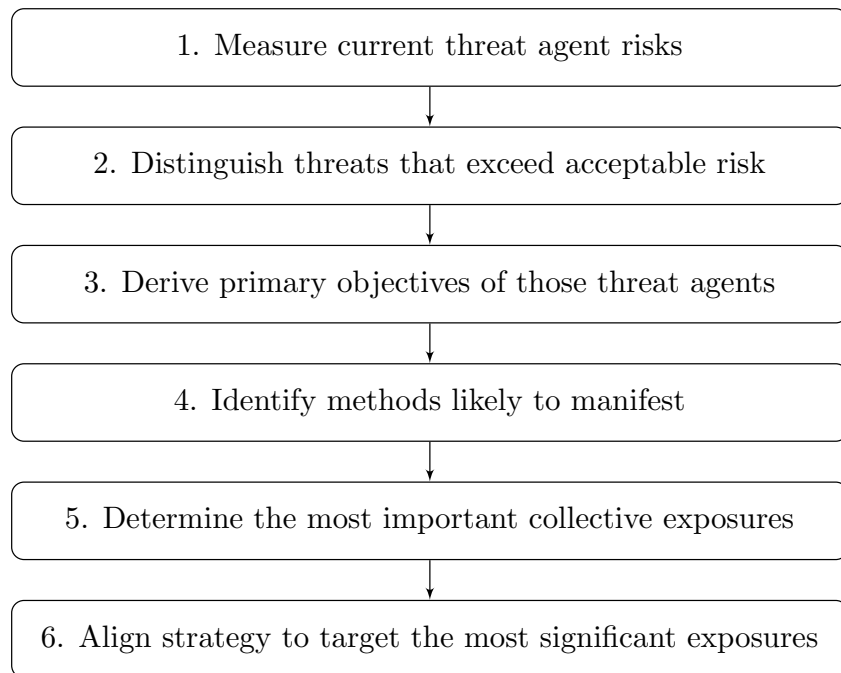 1. Measure current threat agent risks
2. Distinguish threats that exceed acceptable risk
3. Derive primary objectives of those threat agents
4. Identify methods likely to manifest
5. Determine the most important collective exposures
6. Align strategy to target the most significant exposures